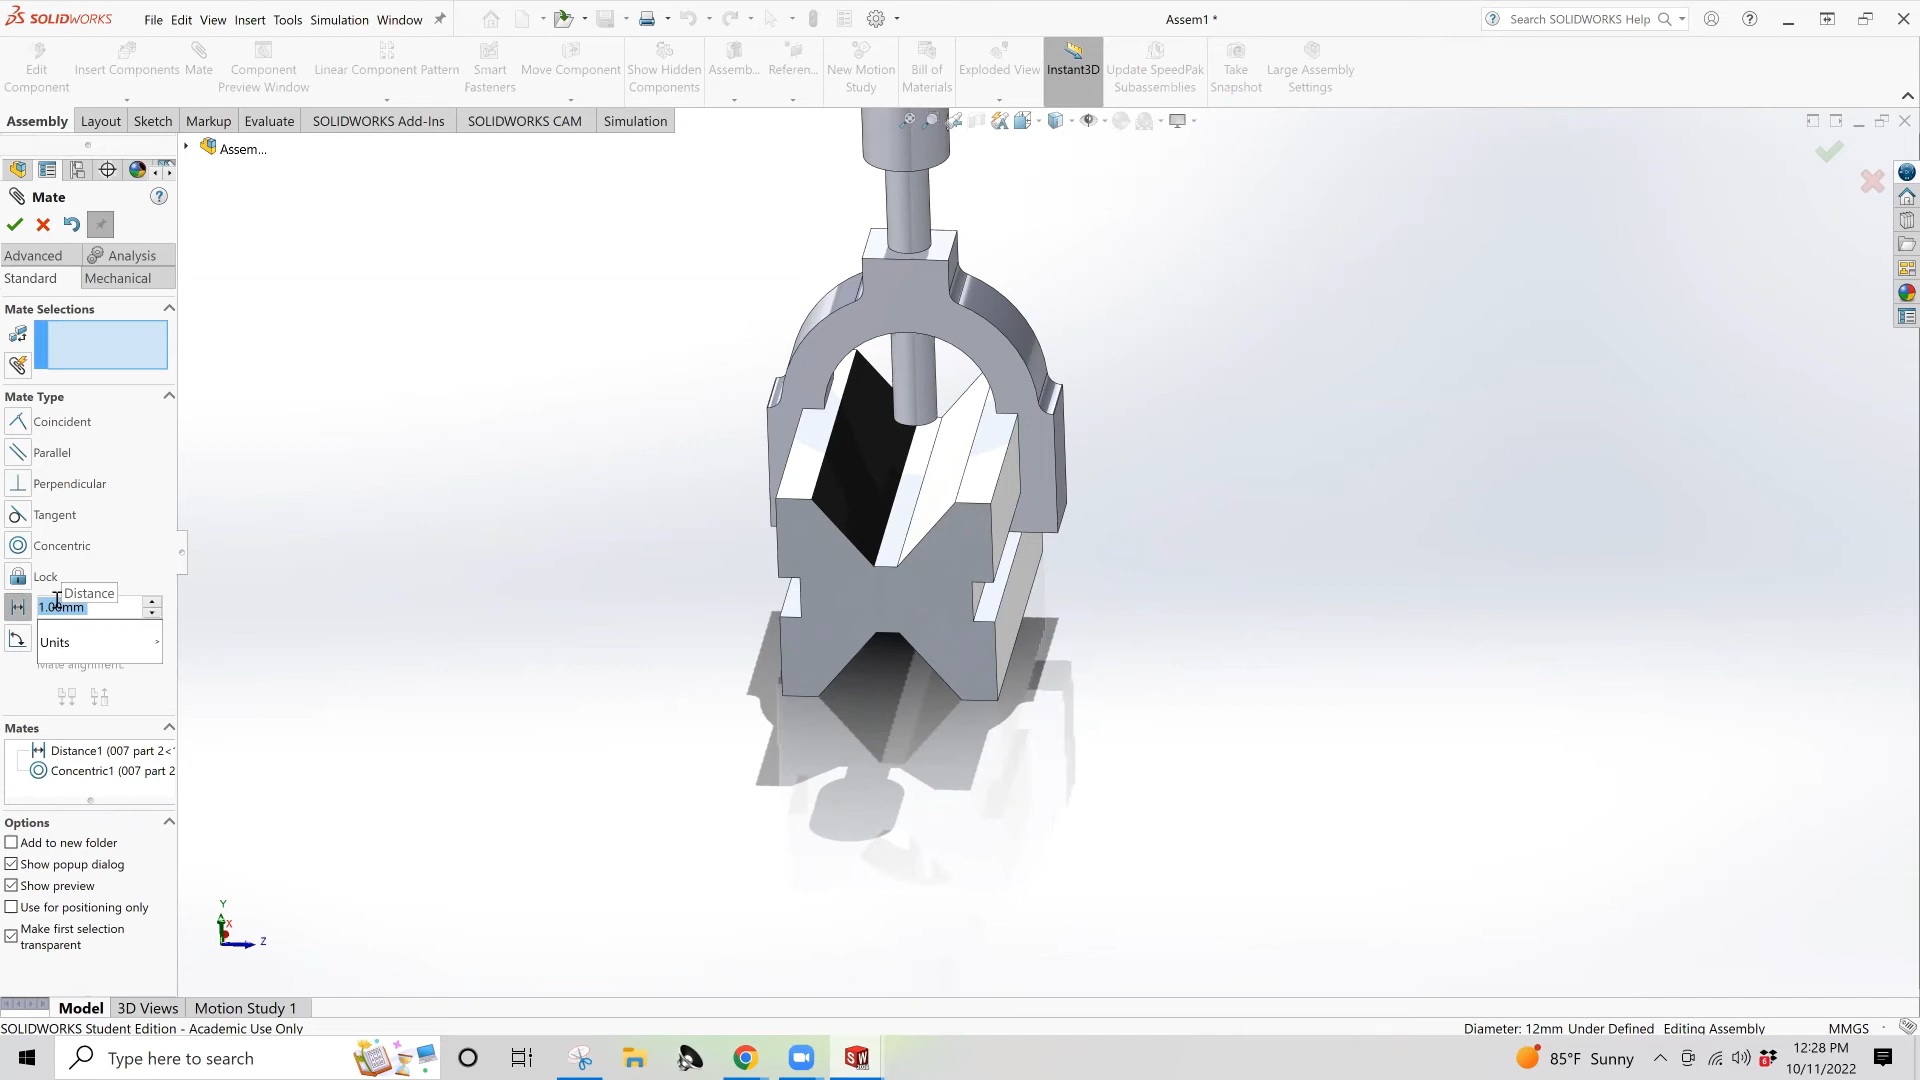 SOLIDWORKS File Edit View Insert Tools Simulation Window Assem1 * Search SOLIDWORKS Help
Edit Component Insert Components Mate Component Preview Window Linear Component Pattern Smart Fasteners Move Component Show Hidden Components Assemb... Referen... New Motion Study Bill of Materials Exploded View Instant3D Update SpeedPak Subassemblies Take Snapshot Large Assembly Settings
Assembly Layout Sketch Markup Evaluate SOLIDWORKS Add-Ins SOLIDWORKS CAM Simulation
Assem...
Mate
Advanced Analysis
Standard Mechanical
Mate Selections
Mate Type
Coincident
Parallel
Perpendicular
Tangent
Concentric
Lock
Distance
1.00mm
Units >
Mate alignment:
Mates
Distance1 (007 part 2<
Concentric1 (007 part 2
Options
Add to new folder
Show popup dialog
Show preview
Use for positioning only
Make first selection
transparent
Y
X
Z
Model 3D Views Motion Study 1
SOLIDWORKS Student Edition - Academic Use Only Diameter: 12mm Under Defined Editing Assembly MMGS
Type here to search 85°F Sunny 12:28 PM
10/11/2022